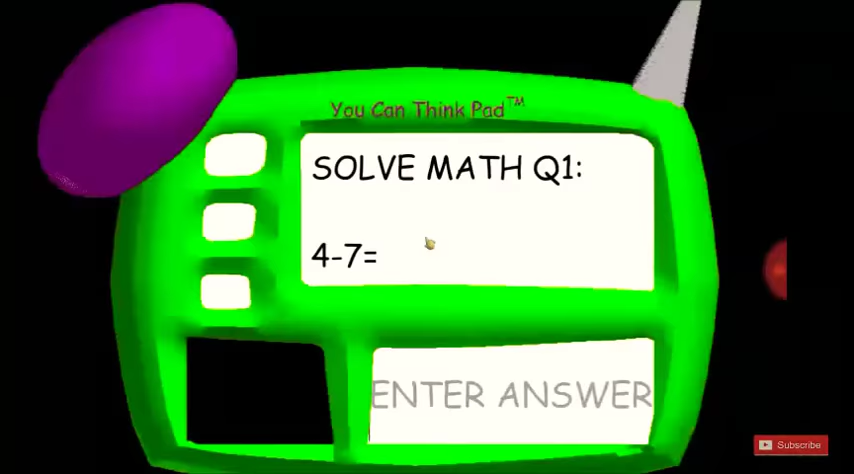 You Can Think Pad™
SOLVE MATH Q1:
4-7=
ENTER ANSWER
Subscribe